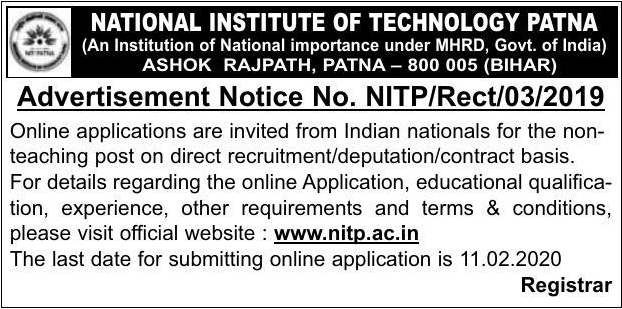 NATIONAL INSTITUTE OF TECHNOLOGY PATNA
(An Institution of National importance under MHRD, Govt. of India)
ASHOK RAJPATH, PATNA – 800 005 (BIHAR)
Advertisement Notice No. NITP/Rect/03/2019
Online applications are invited from Indian nationals for the non-
teaching post on direct recruitment/deputation/contract basis.
For details regarding the online Application, educational qualifica-
tion, experience, other requirements and terms & conditions,
please visit official website : www.nitp.ac.in
The last date for submitting online application is 11.02.2020
Registrar